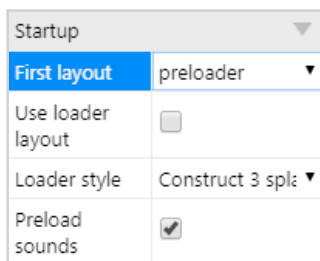 Startup
First layout preloader
Use loader
layout
Loader style Construct 3 spla
Preload
sounds